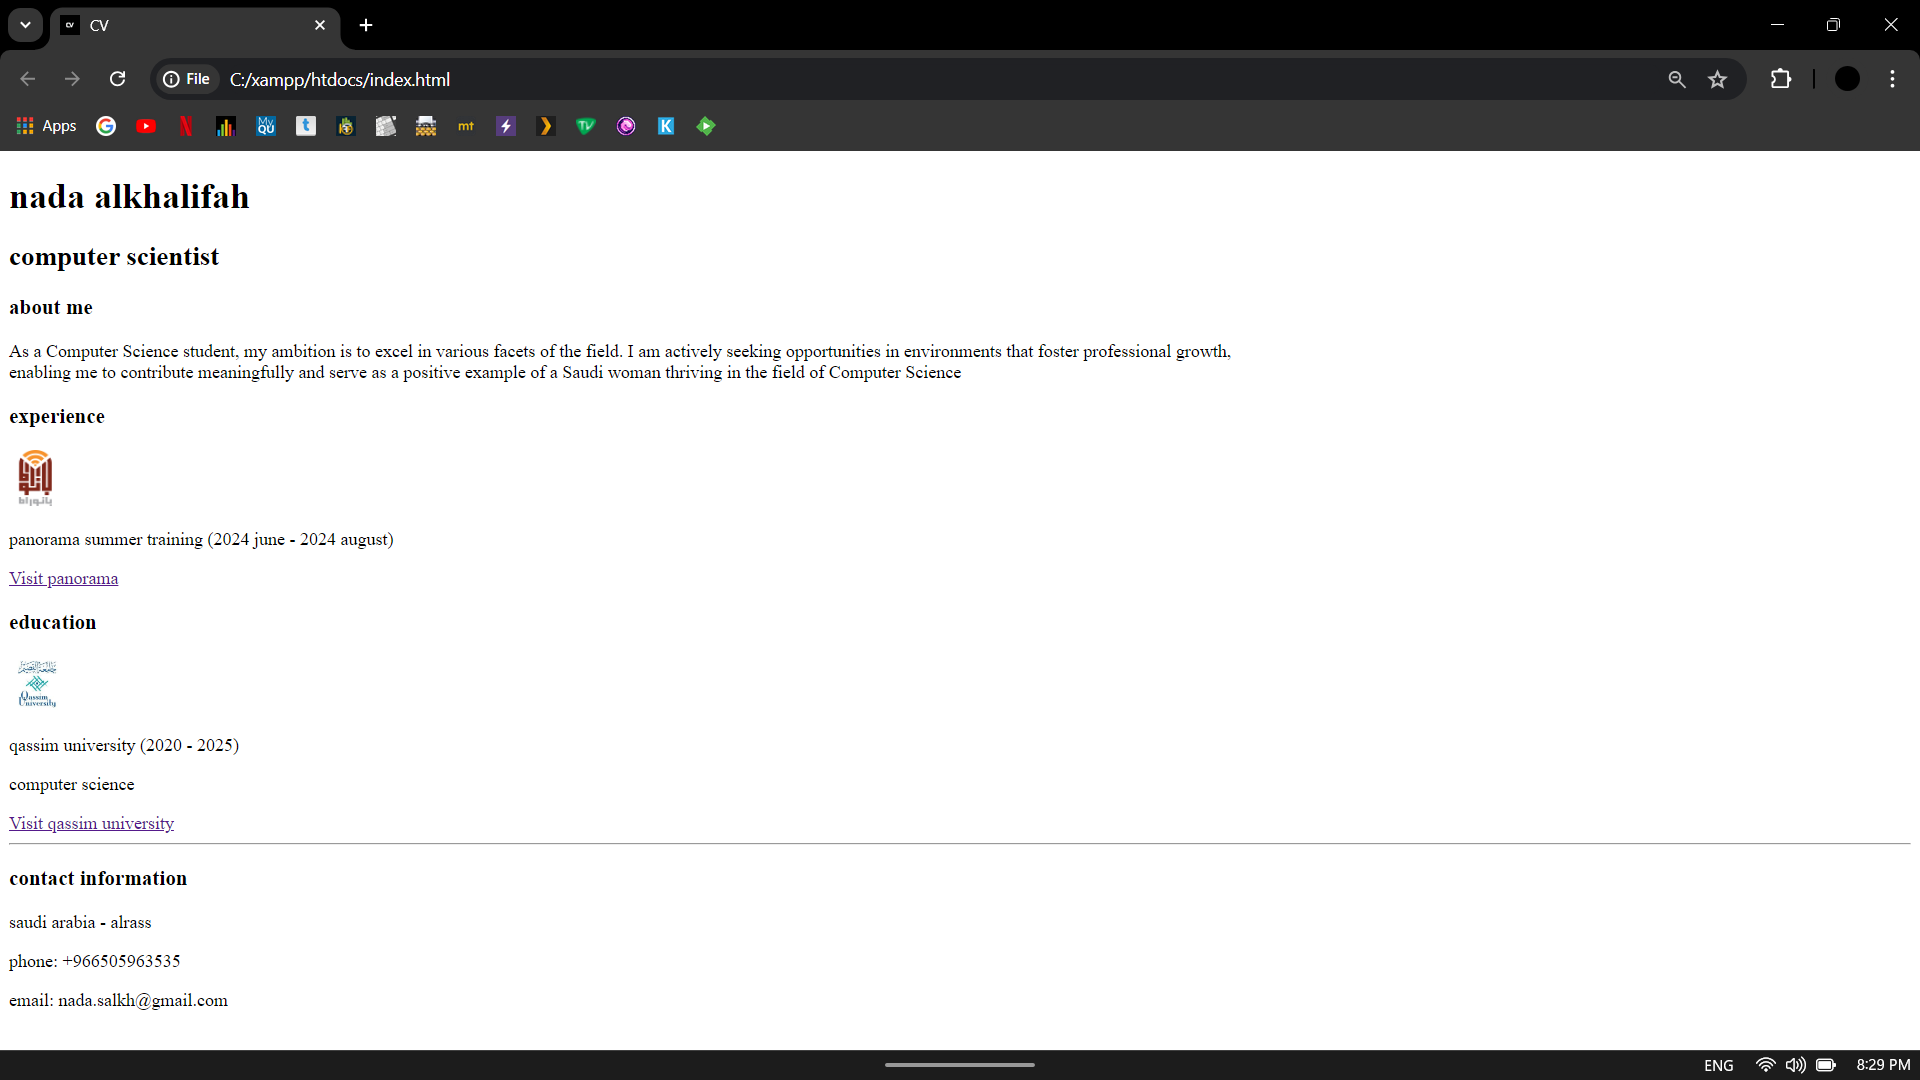 CV
File
C:/xampp/htdocs/index.html
Apps
nada alkhalifah
computer scientist
about me
As a Computer Science student, my ambition is to excel in various facets of the field. I am actively seeking opportunities in environments that foster professional growth,
enabling me to contribute meaningfully and serve as a positive example of a Saudi woman thriving in the field of Computer Science
experience
بانوراما
panorama summer training (2024 june - 2024 august)
Visit panorama
education
جامعة القصيم
Qassim
University
qassim university (2020 - 2025)
computer science
Visit qassim university
contact information
saudi arabia - alrass
phone: +966505963535
email: nada.salkh@gmail.com
ENG
8:29 PM